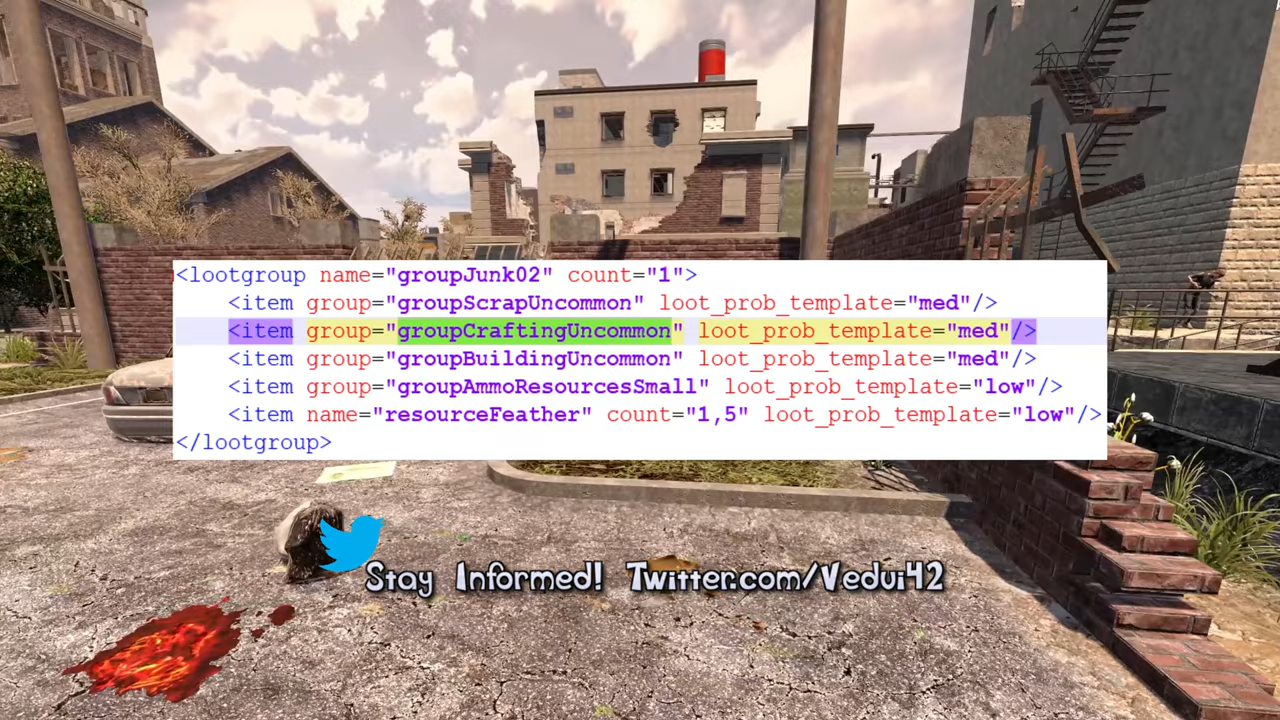 <lootgroup name="groupJunk02" count="1">
<item group="groupScrapUncommon" loot_prob_template="med"/>
<item group="groupCraftingUncommon" loot_prob_template="med"/>
<item group="groupBuildingUncommon" loot_prob_template="med"/>
<item group="groupAmmoResourcesSmall" loot_prob_template="low"/>
<item name="resourceFeather" count="1,5" loot_prob_template="low"/>
</lootgroup>
Stay Informed! Twitter.com/Vedui42